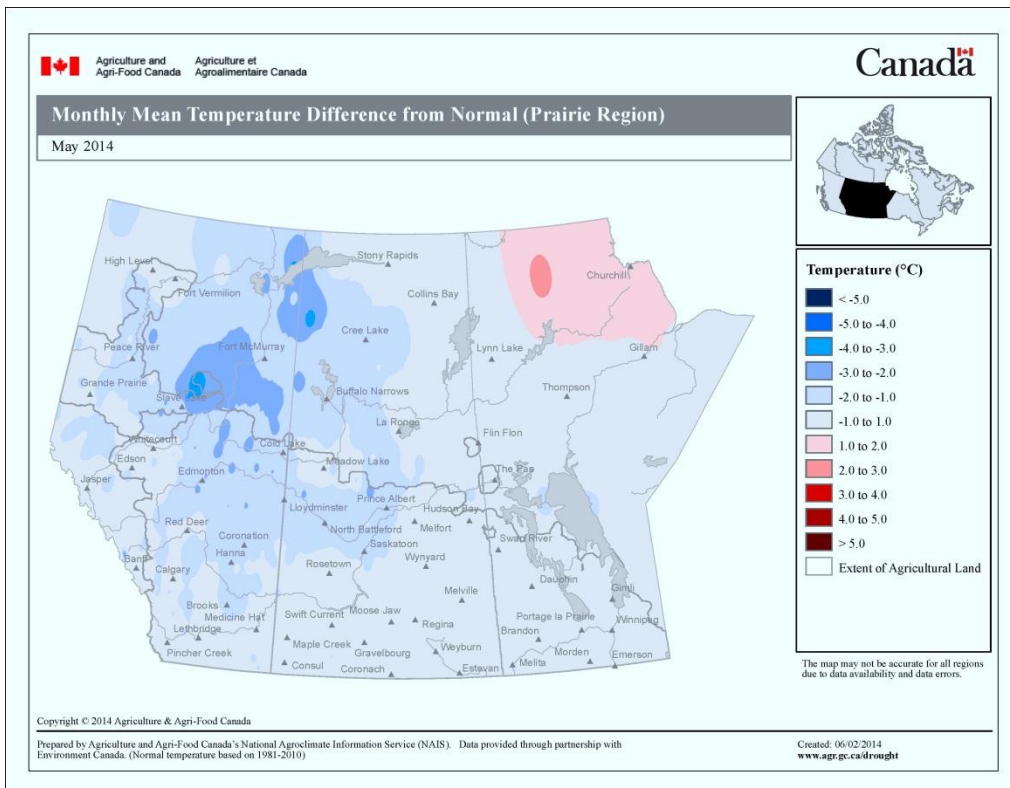 Agriculture and Agri-Food Canada
Agriculture et Agroalimentaire Canada
Canada
Monthly Mean Temperature Difference from Normal (Prairie Region)
May 2014
High Level
Fort Vermilion
Stony Rapids
Churchill
Collins Bay
Cree Lake
Peace River
Fort McMurray
Lynn Lake
Gillam
Grande Prairie
Slave Lake
Buffalo Narrows
Thompson
La Ronge
Flin Flon
Whitecourt
Cold Lake
Edson
Meadow Lake
Jasper
Edmonton
The Pas
Lloydminster
Prince Albert
Hudson Bay
Red Deer
North Battleford
Melfort
Coronation
Saskatoon
Swan River
Hanna
Wynyard
Banff
Calgary
Rosetown
Dauphin
Melville
Gimli
Brooks
Medicine Hat
Swift Current
Moose Jaw
Regina
Portage la Prairie
Winnipeg
Lethbridge
Brandon
Pincher Creek
Maple Creek
Gravelbourg
Weyburn
Morden
Emerson
Consul
Coronach
Estevan
Melita
Temperature (°C)
< -5.0
-5.0 to -4.0
-4.0 to -3.0
-3.0 to -2.0
-2.0 to -1.0
-1.0 to 1.0
1.0 to 2.0
2.0 to 3.0
3.0 to 4.0
4.0 to 5.0
> 5.0
Extent of Agricultural Land
The map may not be accurate for all regions
due to data availability and data errors.
Copyright © 2014 Agriculture & Agri-Food Canada
Prepared by Agriculture and Agri-Food Canada's National Agroclimate Information Service (NAIS). Data provided through partnership with
Environment Canada. (Normal temperature based on 1981-2010)
Created: 06/02/2014
www.agr.gc.ca/drought